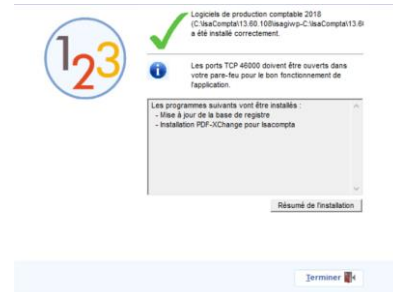 Logiciels de production comptable 2018
(C:\IsaCompta\13.60.108\isagiwp-C:\IsaCompta\13.6
a été installé correctement.
123
Les ports TCP 46000 doivent être ouverts dans
votre pare-feu pour le bon fonctionnement de
l'application.
Les programmes suivants vont être installés :
- Mise à jour de la base de registre
- Installation PDF-XChange pour Isacompta
Résumé de l'installation
Terminer